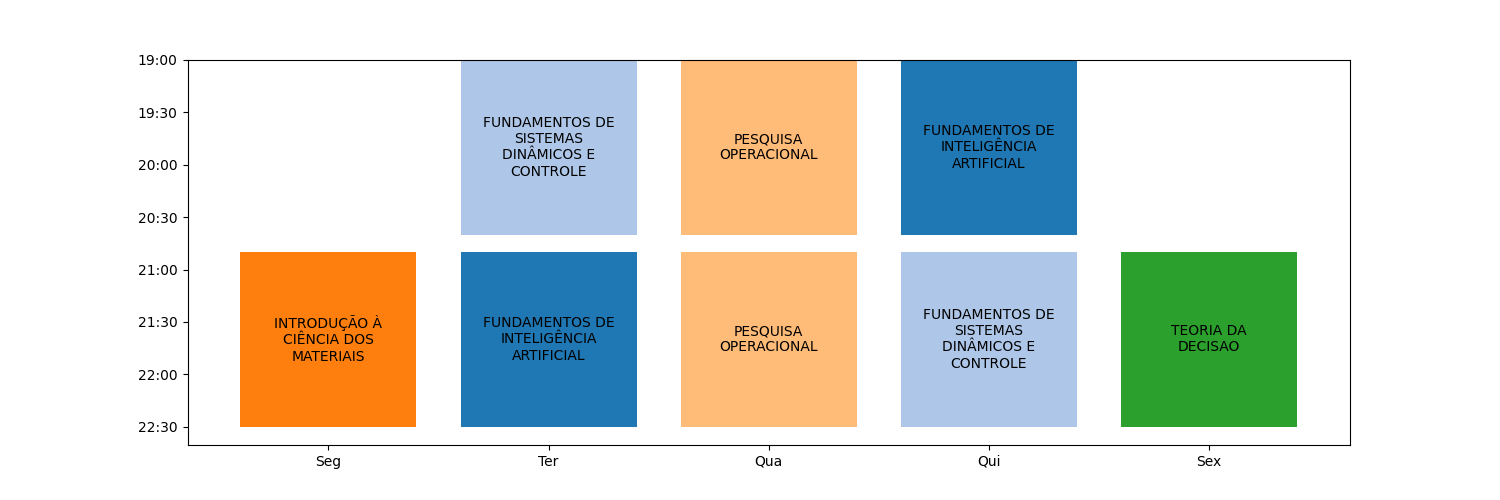 19:00
19:30
20:00
20:30
21:00
21:30
22:00
22:30
FUNDAMENTOS DE
SISTEMAS
DINÂMICOS E
CONTROLE
PESQUISA
OPERACIONAL
FUNDAMENTOS DE
INTELIGÊNCIA
ARTIFICIAL
INTRODUÇÃO À
CIÊNCIA DOS
MATERIAIS
FUNDAMENTOS DE
INTELIGÊNCIA
ARTIFICIAL
PESQUISA
OPERACIONAL
FUNDAMENTOS DE
SISTEMAS
DINÂMICOS E
CONTROLE
TEORIA DA
DECISAO
Seg
Ter
Qua
Qui
Sex